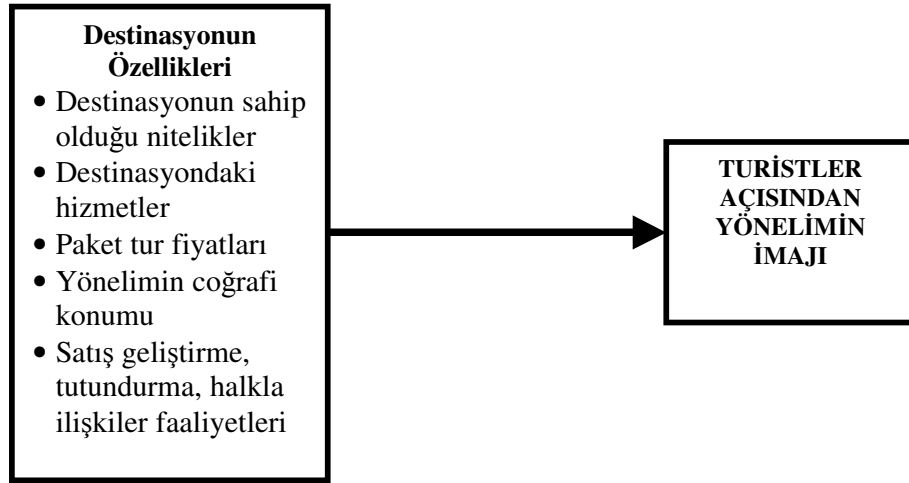 Destinasyonun
Özellikleri
• Destinasyonun sahip
olduğu nitelikler
• Destinasyondaki
hizmetler
• Paket tur fiyatları
• Yönelimin coğrafi
konumu
• Satış geliştirme,
tutundurma, halkla
ilişkiler faaliyetleri
TURİSTLER
AÇISINDAN
YÖNELİMİN
İMAJI